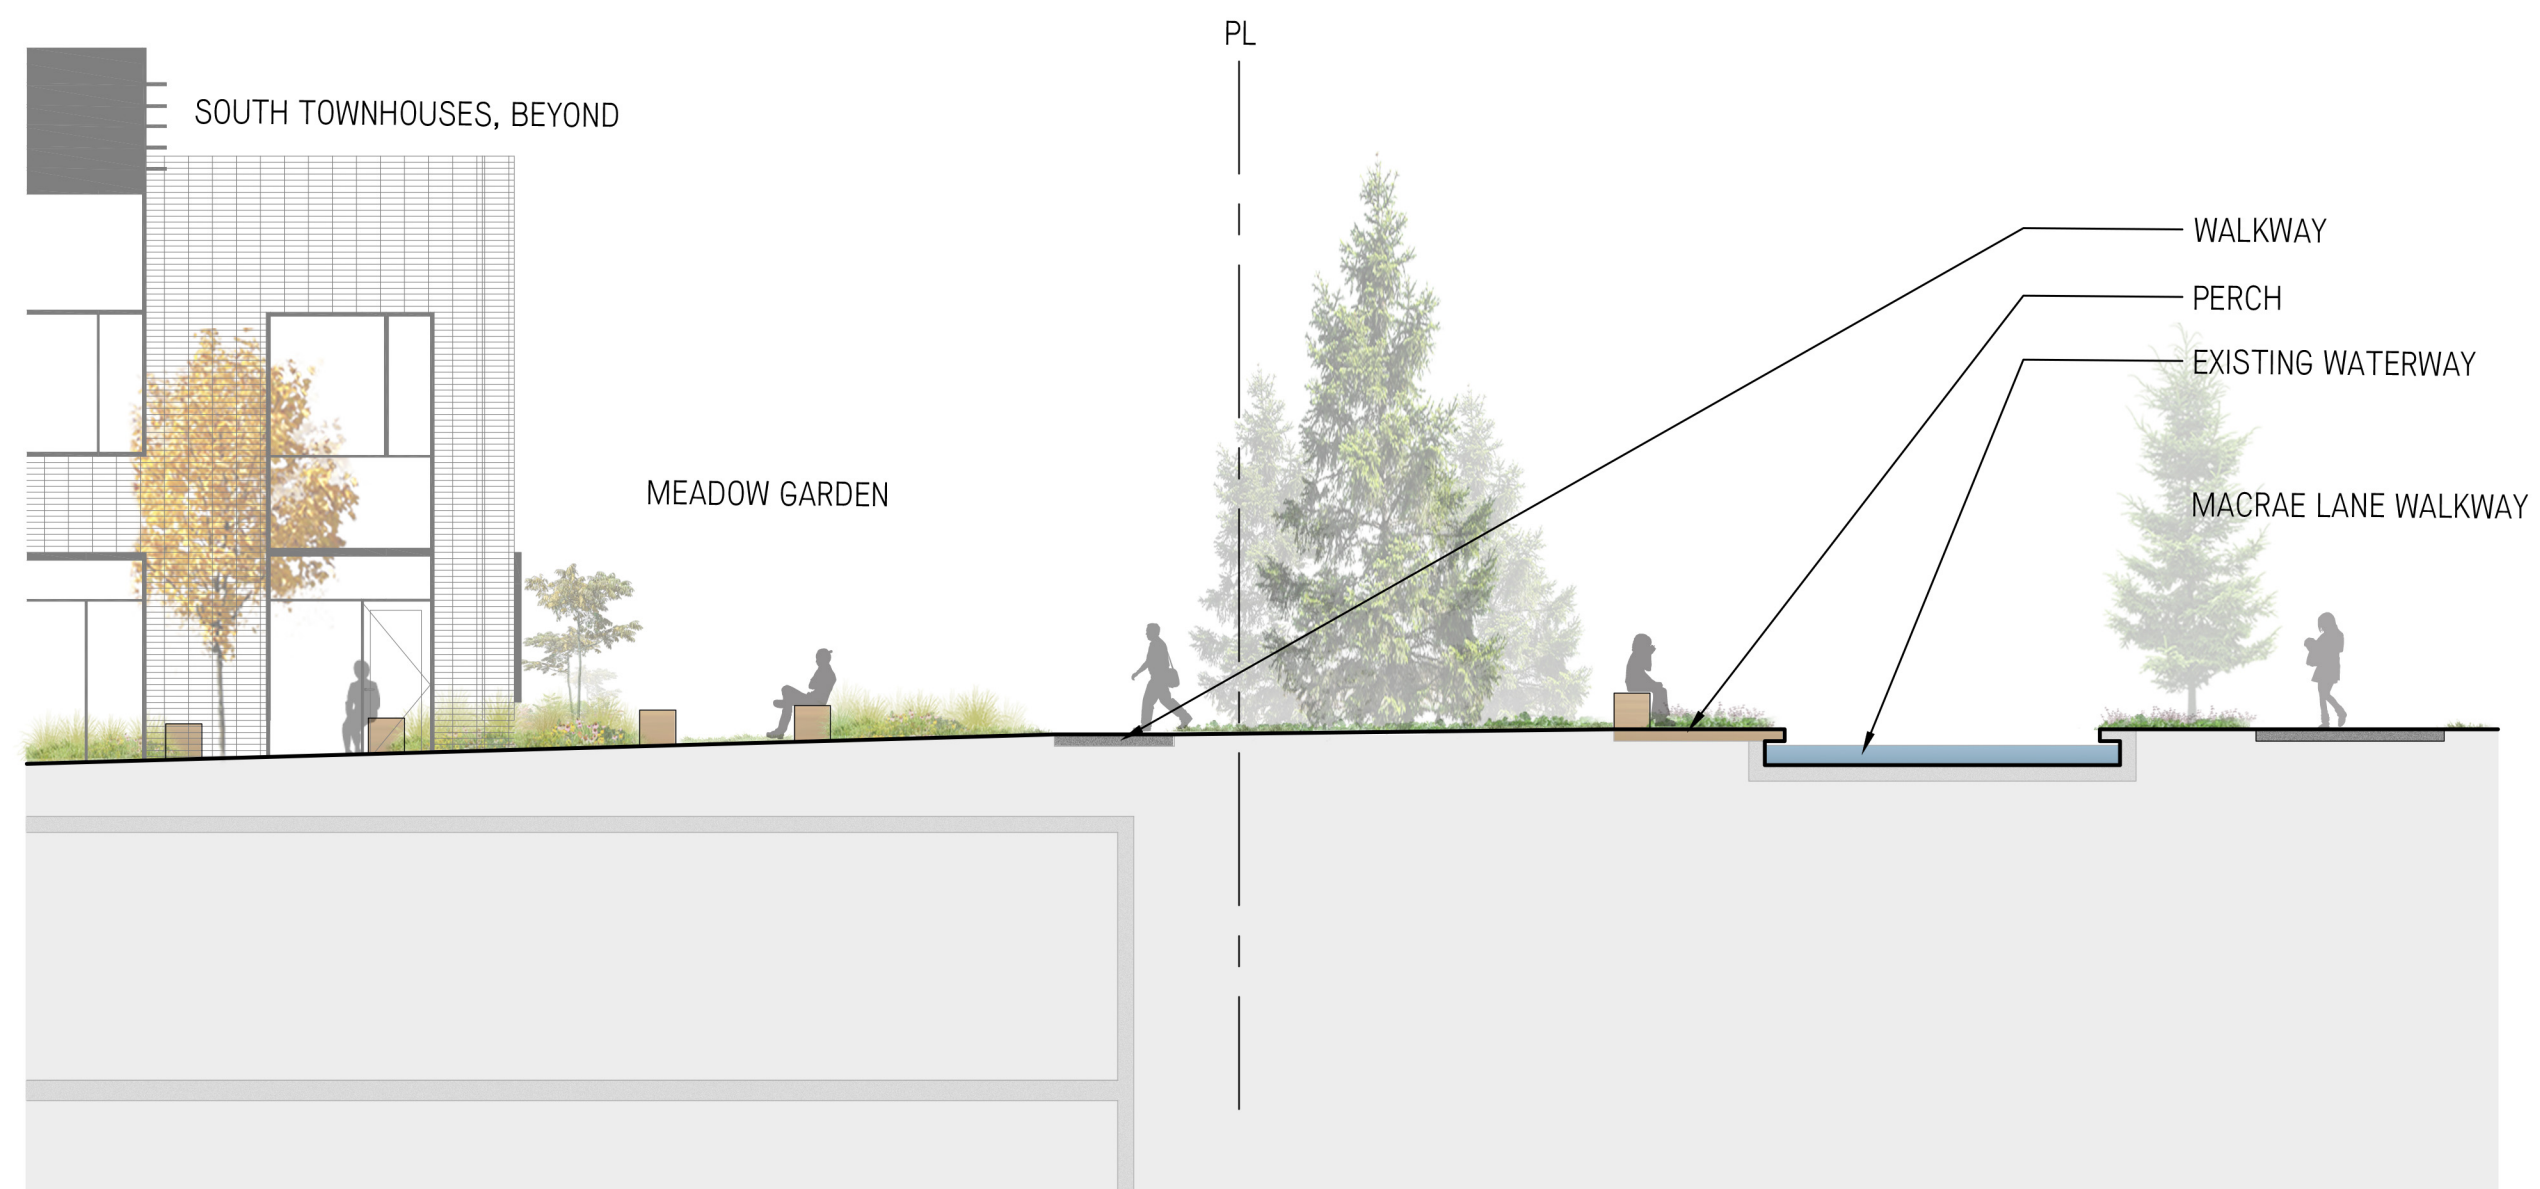 PL
SOUTH TOWNHOUSES, BEYOND
WALKWAY
PERCH
EXISTING WATERWAY
MEADOW GARDEN
MACRAE LANE WALKWAY